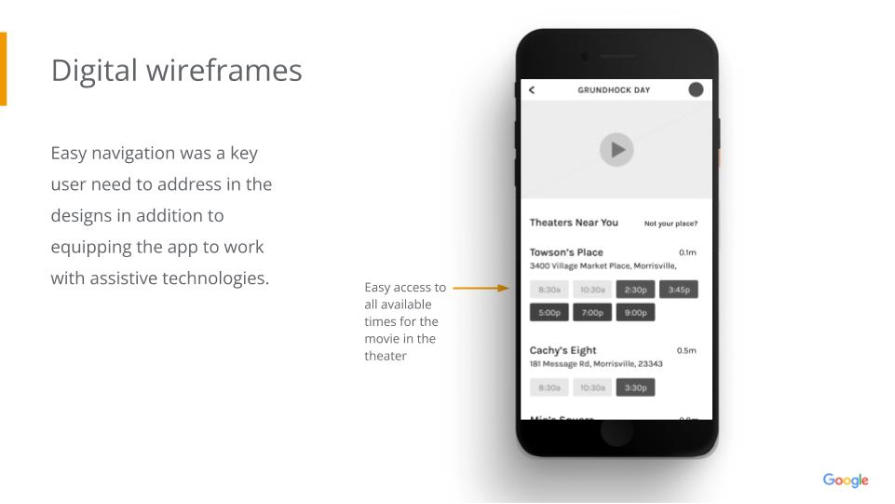 Digital wireframes
Easy navigation was a key
user need to address in the
designs in addition to
equipping the app to work
with assistive technologies.
Easy access to
all available
times for the
movie in the
theater
GRUNDHOCK DAY
Theaters Near You Not your place?
Towson's Place 0.1m
3400 Village Market Place, Morrisville,
8:30a 10:30a 2:30p 3:45p
5:00p 7:00p 9:00p
Cachy's Eight 0.5m
181 Message Rd, Morrisville, 23343
8:30a 10:30a 3:30p
Google